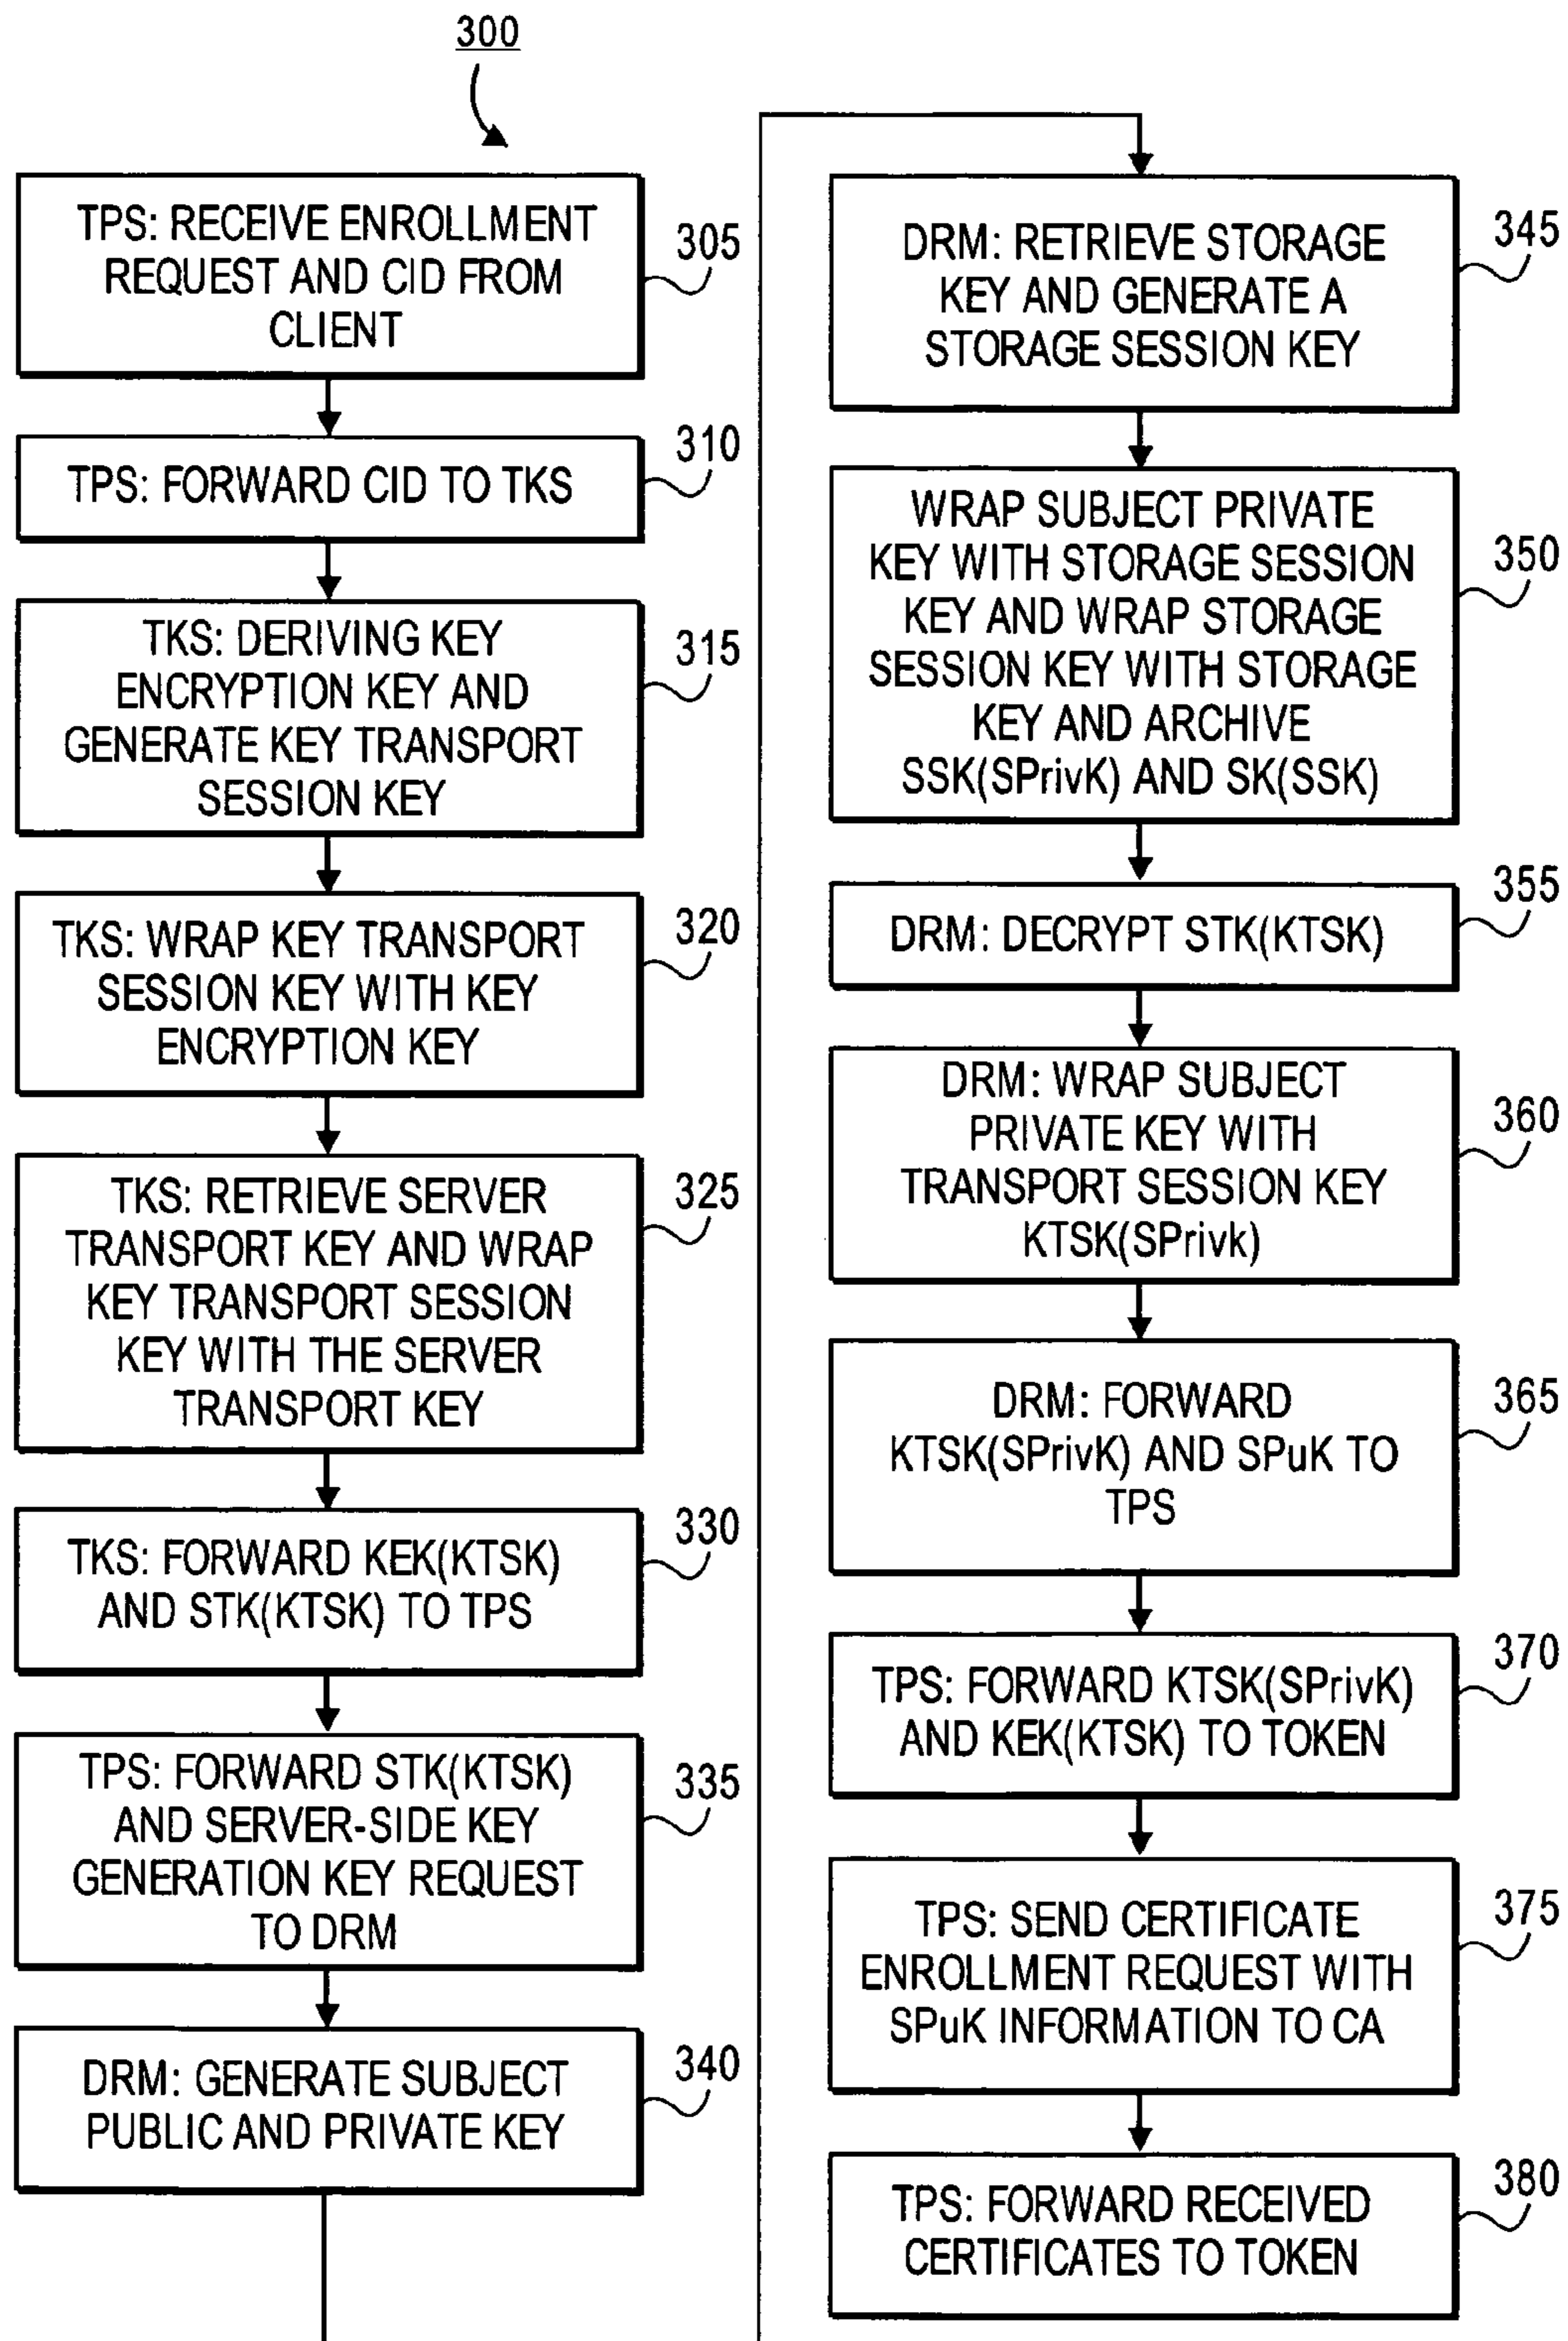 300
TPS: RECEIVE ENROLLMENT
REQUEST AND CID FROM
CLIENT
305
TPS: FORWARD CID TO TKS
310
TKS: DERIVING KEY
ENCRYPTION KEY AND
GENERATE KEY TRANSPORT
SESSION KEY
315
TKS: WRAP KEY TRANSPORT
SESSION KEY WITH KEY
ENCRYPTION KEY
320
TKS: RETRIEVE SERVER
TRANSPORT KEY AND WRAP
KEY TRANSPORT SESSION
KEY WITH THE SERVER
TRANSPORT KEY
325
TKS: FORWARD KEK(KTSK)
AND STK(KTSK) TO TPS
330
TPS: FORWARD STK(KTSK)
AND SERVER-SIDE KEY
GENERATION KEY REQUEST
TO DRM
335
DRM: GENERATE SUBJECT
PUBLIC AND PRIVATE KEY
340
DRM: RETRIEVE STORAGE
KEY AND GENERATE A
STORAGE SESSION KEY
345
WRAP SUBJECT PRIVATE
KEY WITH STORAGE SESSION
KEY AND WRAP STORAGE
SESSION KEY WITH STORAGE
KEY AND ARCHIVE
SSK(SPrivK) AND SK(SSK)
350
DRM: DECRYPT STK(KTSK)
355
DRM: WRAP SUBJECT
PRIVATE KEY WITH
TRANSPORT SESSION KEY
KTSK(SPrivk)
360
DRM: FORWARD
KTSK(SPrivK) AND SPuK TO
TPS
365
TPS: FORWARD KTSK(SPrivK)
AND KEK(KTSK) TO TOKEN
370
TPS: SEND CERTIFICATE
ENROLLMENT REQUEST WITH
SPuK INFORMATION TO CA
375
TPS: FORWARD RECEIVED
CERTIFICATES TO TOKEN
380